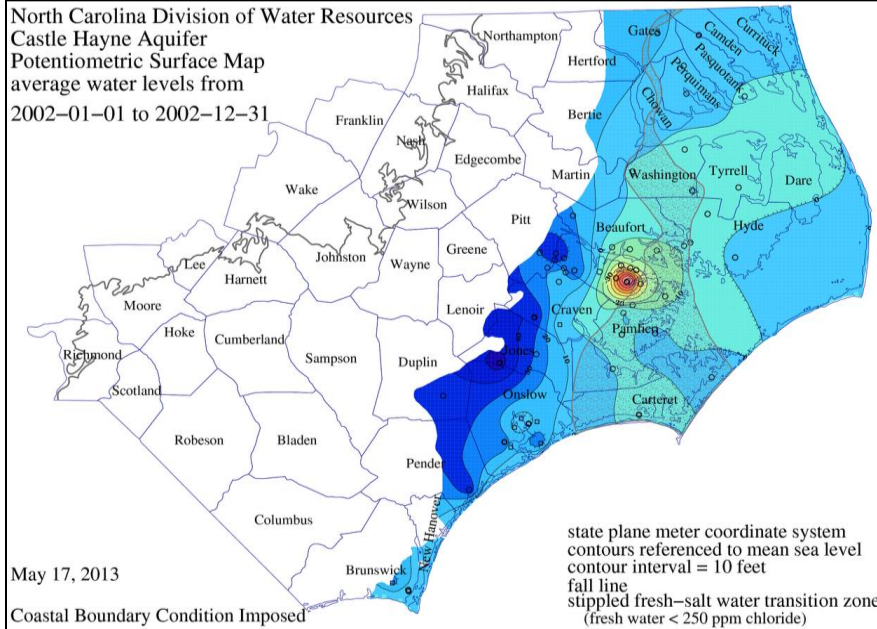 North Carolina Division of Water Resources
Castle Hayne Aquifer
Potentiometric Surface Map
average water levels from
2002−01−01 to 2002−12−31
Northampton
Gates
Camden
Currituck
Pasquotank
Perqurmans
Hertford
Halifax
Chowan
Bertie
Franklin
Nash
Edgecombe
Martin
Washington
Tyrrell
Dare
Wake
Wilson
Pitt
Beaufort
Hyde
Johnston
Greene
Wayne
Lee
Harnett
Moore
Lenoir
Craven
Pamlico
Hoke
Cumberland
Richmond
Sampson
Duplin
Jones
10
Scotland
Onslow
Carteret
Robeson
Bladen
Pender
Columbus
New Hanover
Brunswick
state plane meter coordinate system
contours referenced to mean sea level
contour interval = 10 feet
fall line
stippled fresh−salt water transition zone
(fresh water < 250 ppm chloride)
May 17, 2013
Coastal Boundary Condition Imposed